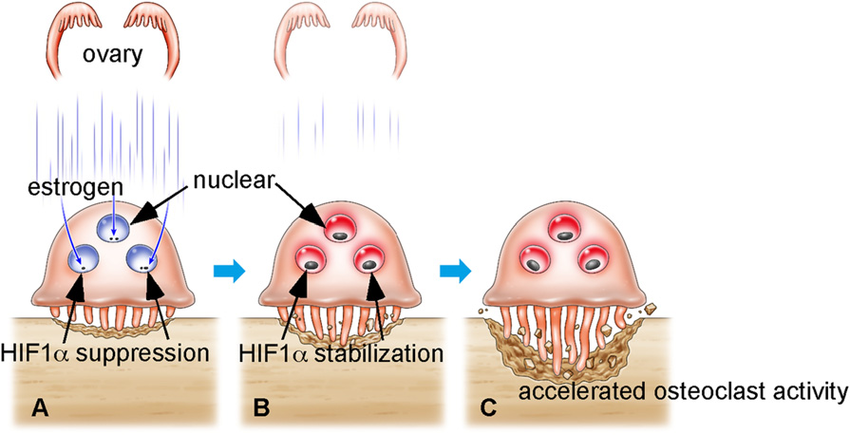 ovary
estrogen
nuclear
HIF1α suppression
HIF1α stabilization
accelerated osteoclast activity
A
B
C